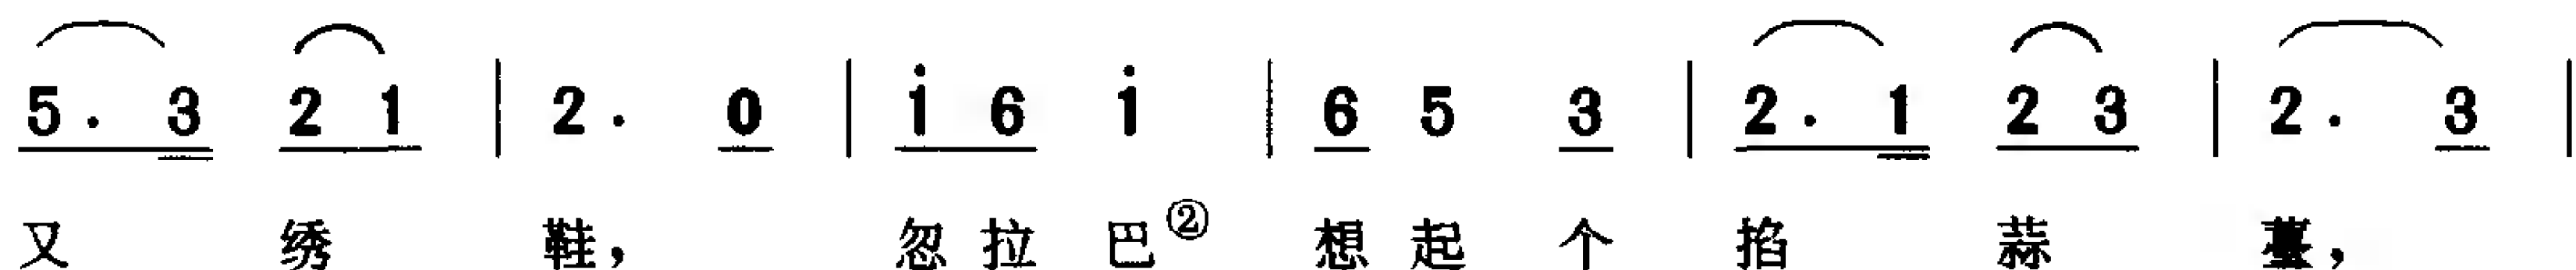 5. 3 2 1 | 2. 0 | i 6 i | 6 5 3 | 2. 1 2 3 | 2. 3 |
又 绣 鞋， 忽 拉 巴② 想 起 个 掐 蒜 薹，